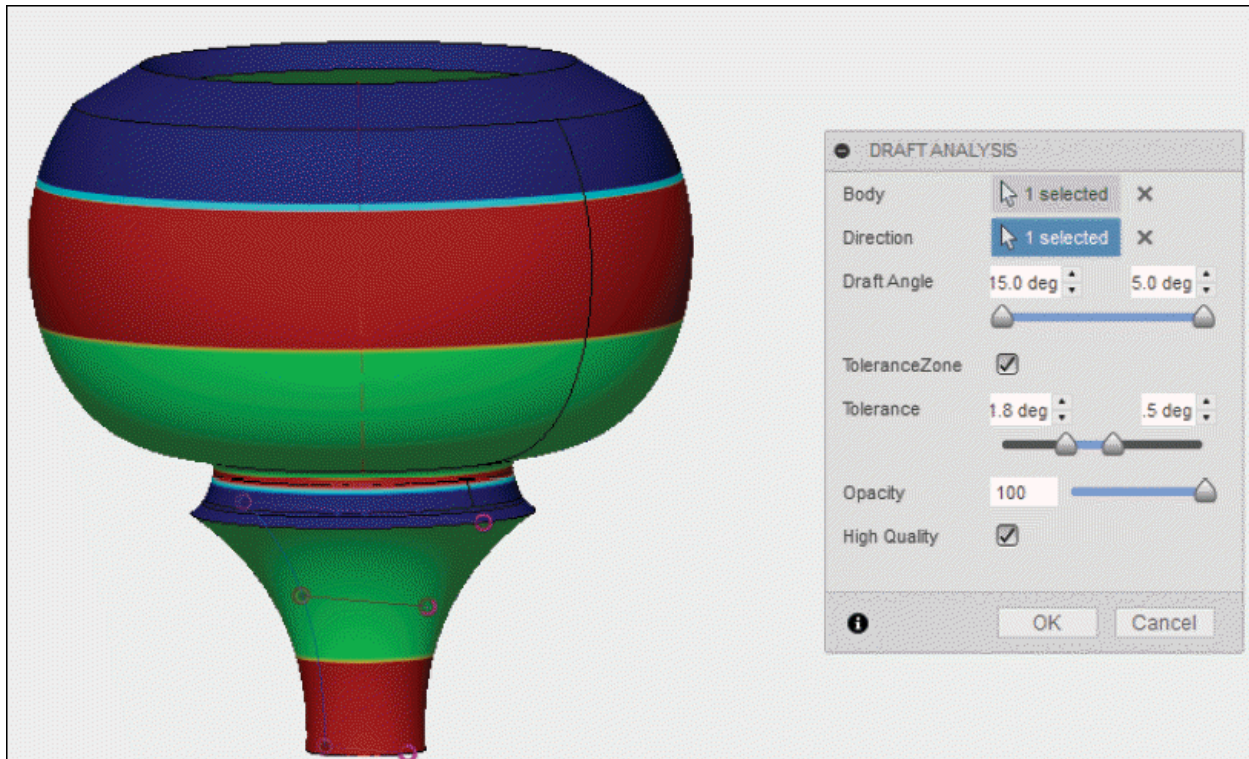 DRAFT ANALYSIS
Body 1 selected
Direction 1 selected
Draft Angle 15.0 deg 5.0 deg
ToleranceZone
Tolerance 1.8 deg .5 deg
Opacity 100
High Quality
OK Cancel